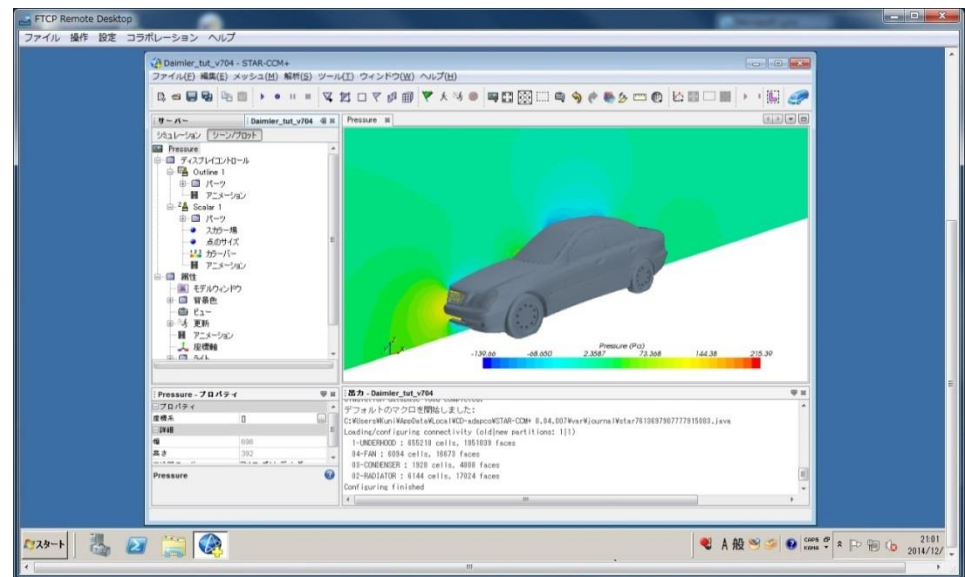 FTCP Remote Desktop
ファイル 操作 設定 コラボレーション ヘルプ
Daimler_tut_v704 - STAR-CCM+
ファイル(F) 編集(E) メッシュ(M) 解析(S) ツール(T) ウィンドウ(W) ヘルプ(H)
サーバー Daimler_tut_v704
シミュレーション シーン/プロット
Pressure
ディスプレイコントロール
Outline 1
パーツ
アニメーション
Scalar 1
パーツ
スカラー場
点のサイズ
カラーバー
アニメーション
属性
モデルウィンドウ
背景色
ビュー
更新
アニメーション
座標軸
ライト
Pressure
Pressure (Pa)
-139.66 -68.650 2.3587 73.368 144.38 215.39
Pressure - プロパティ
プロパティ
座標系 []
詳細
幅 698
高さ 392
Pressure
出力 - Daimler_tut_v704
デフォルトのマクロを開始しました:
Loading/configuring connectivity (old|new partitions: 1|1)
1-UNDERHOOD : 655218 cells, 1951039 faces
04-FAN : 6094 cells, 16673 faces
03-CONDENSER : 1920 cells, 4808 faces
02-RADIATOR : 6144 cells, 17024 faces
Configuring finished
スタート
A 般
CAPS
KANA
21:01
2014/12/